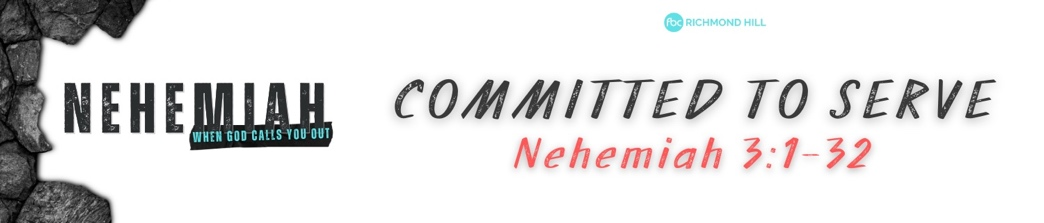 fbc RICHMOND HILL
NEHEMIAH
WHEN GOD CALLS YOU OUT
COMMITTED TO SERVE
Nehemiah 3:1-32